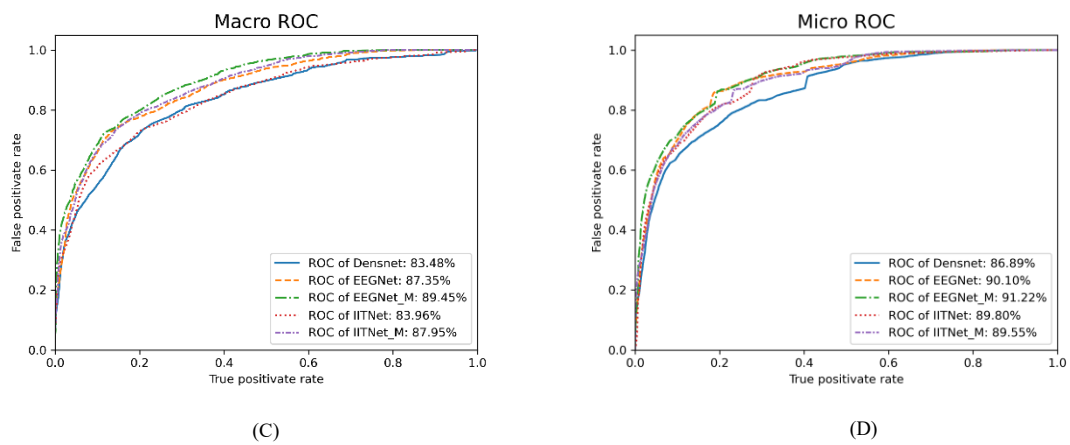 Macro ROC
1.0
0.8
0.6
0.4
0.2
0.0
False positivate rate
ROC of Densnet: 83.48%
ROC of EEGNet: 87.35%
ROC of EEGNet_M: 89.45%
ROC of IITNet: 83.96%
ROC of IITNet_M: 87.95%
0.0 0.2 0.4 0.6 0.8 1.0
True positivate rate
(C)
Micro ROC
1.0
0.8
0.6
0.4
0.2
0.0
False positivate rate
ROC of Densnet: 86.89%
ROC of EEGNet: 90.10%
ROC of EEGNet_M: 91.22%
ROC of IITNet: 89.80%
ROC of IITNet_M: 89.55%
0.0 0.2 0.4 0.6 0.8 1.0
True positivate rate
(D)